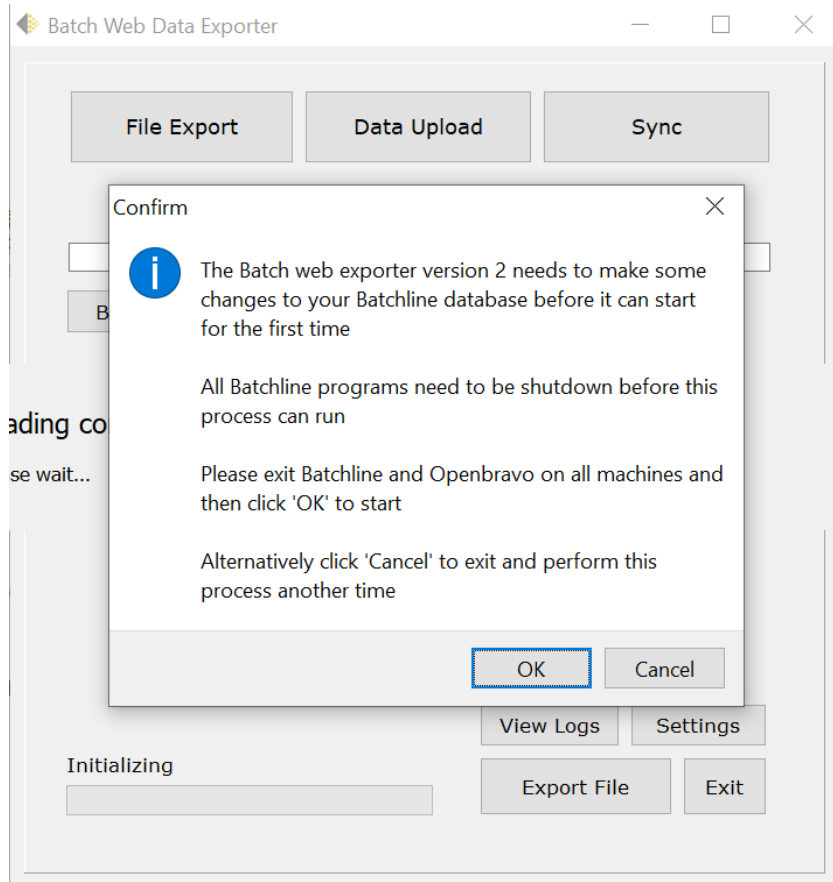 Batch Web Data Exporter
File Export
Data Upload
Sync
Confirm
The Batch web exporter version 2 needs to make some
changes to your Batchline database before it can start
for the first time
All Batchline programs need to be shutdown before this
process can run
Please exit Batchline and Openbravo on all machines and
then click 'OK' to start
Alternatively click 'Cancel' to exit and perform this
process another time
OK
Cancel
B
ading co
se wait...
View Logs
Settings
Initializing
Export File
Exit